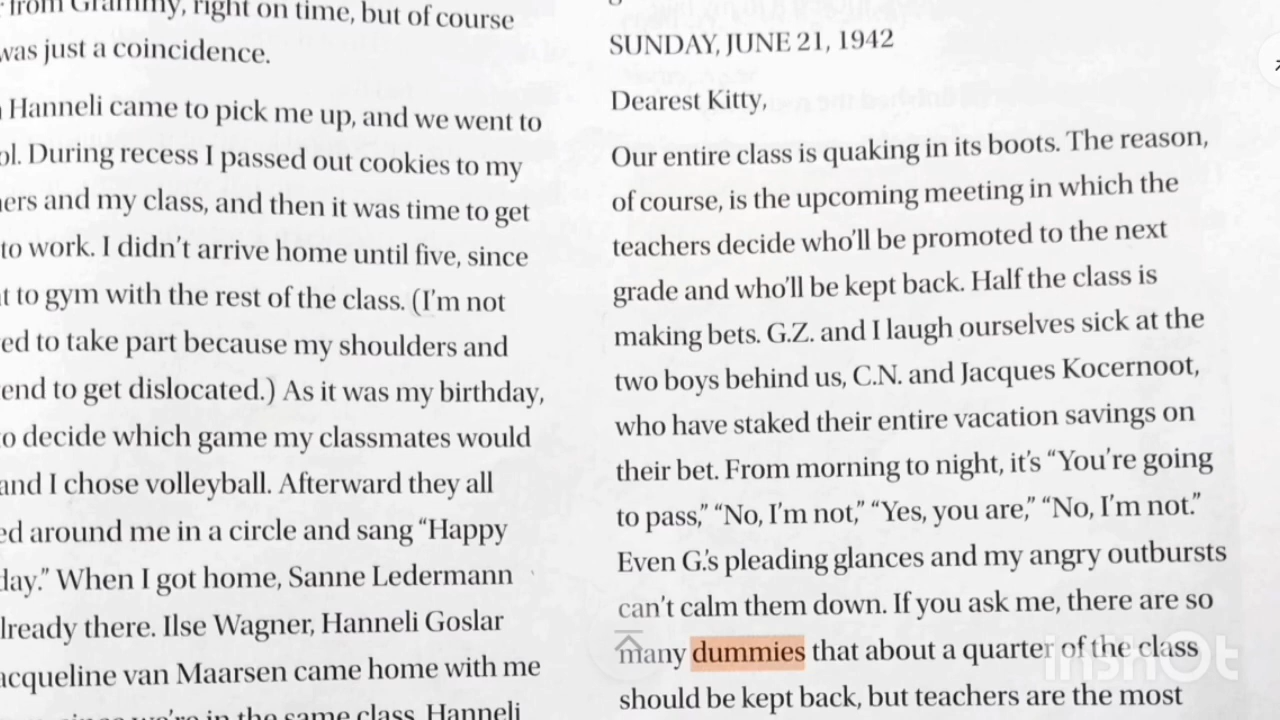 from Grammy, right on time, but of course
was just a coincidence.
Hanneli came to pick me up, and we went to
ol. During recess I passed out cookies to my
ers and my class, and then it was time to get
to work. I didn't arrive home until five, since
t to gym with the rest of the class. (I'm not
ed to take part because my shoulders and
end to get dislocated.) As it was my birthday,
o decide which game my classmates would
and I chose volleyball. Afterward they all
ed around me in a circle and sang “Happy
day.” When I got home, Sanne Ledermann
lready there. Ilse Wagner, Hanneli Goslar
acqueline van Maarsen came home with me
since we're in the same class. Hanneli
SUNDAY, JUNE 21, 1942
Dearest Kitty,
Our entire class is quaking in its boots. The reason,
of course, is the upcoming meeting in which the
teachers decide who'll be promoted to the next
grade and who'll be kept back. Half the class is
making bets. G.Z. and I laugh ourselves sick at the
two boys behind us, C.N. and Jacques Kocernoot,
who have staked their entire vacation savings on
their bet. From morning to night, it's “You're going
to pass,” “No, I'm not,” “Yes, you are,” “No, I'm not.”
Even G.'s pleading glances and my angry outbursts
can't calm them down. If you ask me, there are so
many dummies that about a quarter of the class
should be kept back, but teachers are the most
InShOt